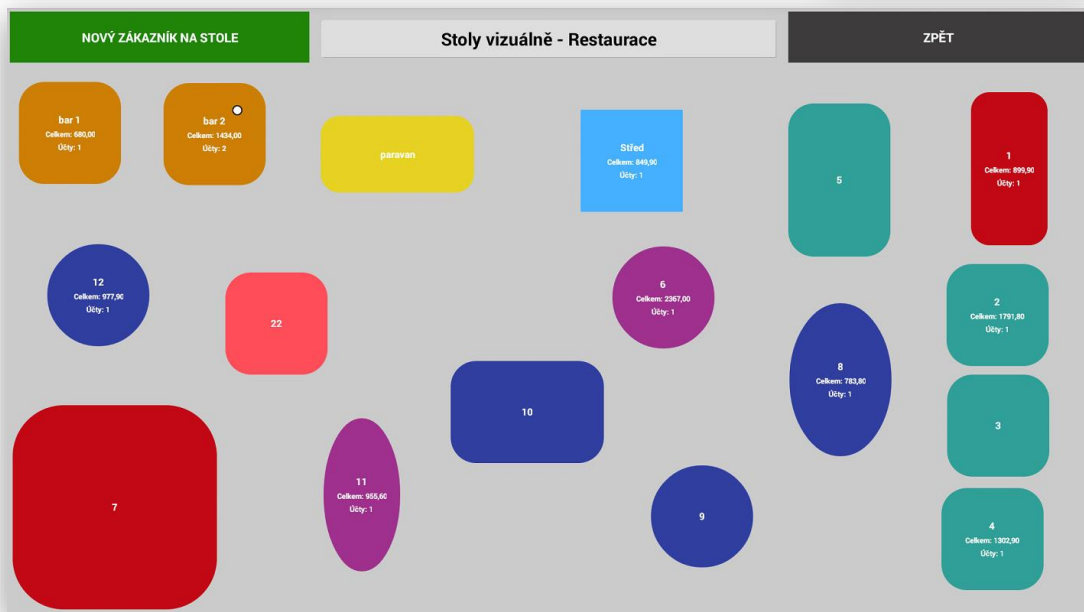 NOVÝ ZÁKAZNÍK NA STOLE
Stoly vizuálně - Restaurace
ZPĚT
bar 1
Celkem: 680,00
Účty: 1
bar 2
Celkem: 1434,00
Účty: 2
paravan
Střed
Celkem: 849,90
Účty: 1
5
1
Celkem: 899,90
Účty: 1
12
Celkem: 977,90
Účty: 1
22
6
Celkem: 2367,00
Účty: 1
2
Celkem: 1791,80
Účty: 1
8
Celkem: 783,80
Účty: 1
10
3
7
11
Celkem: 955,60
Účty: 1
9
4
Celkem: 1302,90
Účty: 1